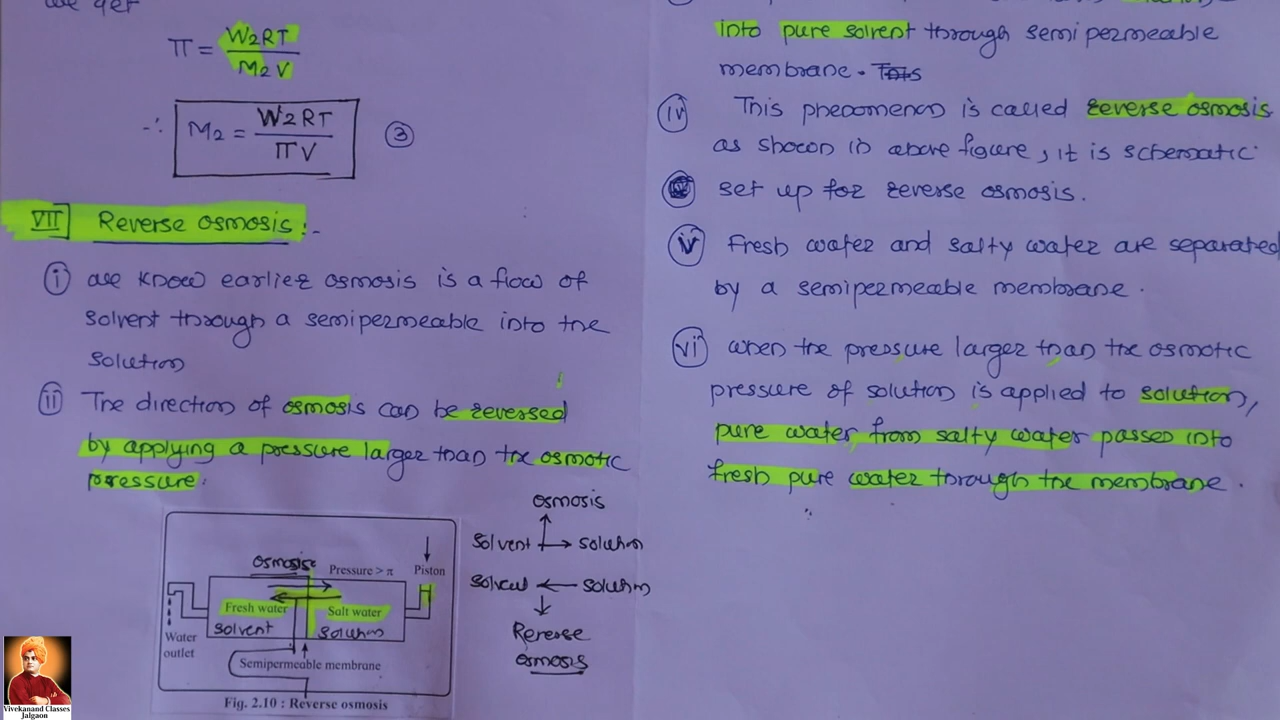 we get
π = W2RT / M2V
∴ M2 = W2RT / πV ③
VII] Reverse osmosis :-
i we know earlier osmosis is a flow of
solvent through a semipermeable into the
solution
ii The direction of osmosis can be reversed
by applying a pressure larger than the osmotic
pressure.
osmosis
solvent → solution
solvent ← solution
Reverse
osmosis
osmosis
Pressure > π
Piston
Fresh water
Salt water
solvent
solution
Water
outlet
Semipermeable membrane
Fig. 2.10 : Reverse osmosis
into pure solvent through semipermeable
membrane.
iv This phenomenon is called reverse osmosis
as shown in above figure, it is schematic
set up for reverse osmosis.
v Fresh water and salty water are separated
by a semipermeable membrane.
vi when the pressure larger than the osmotic
pressure of solution is applied to solution,
pure water from salty water passed into
fresh pure water through the membrane.
Vivekanand Classes
Jalgaon